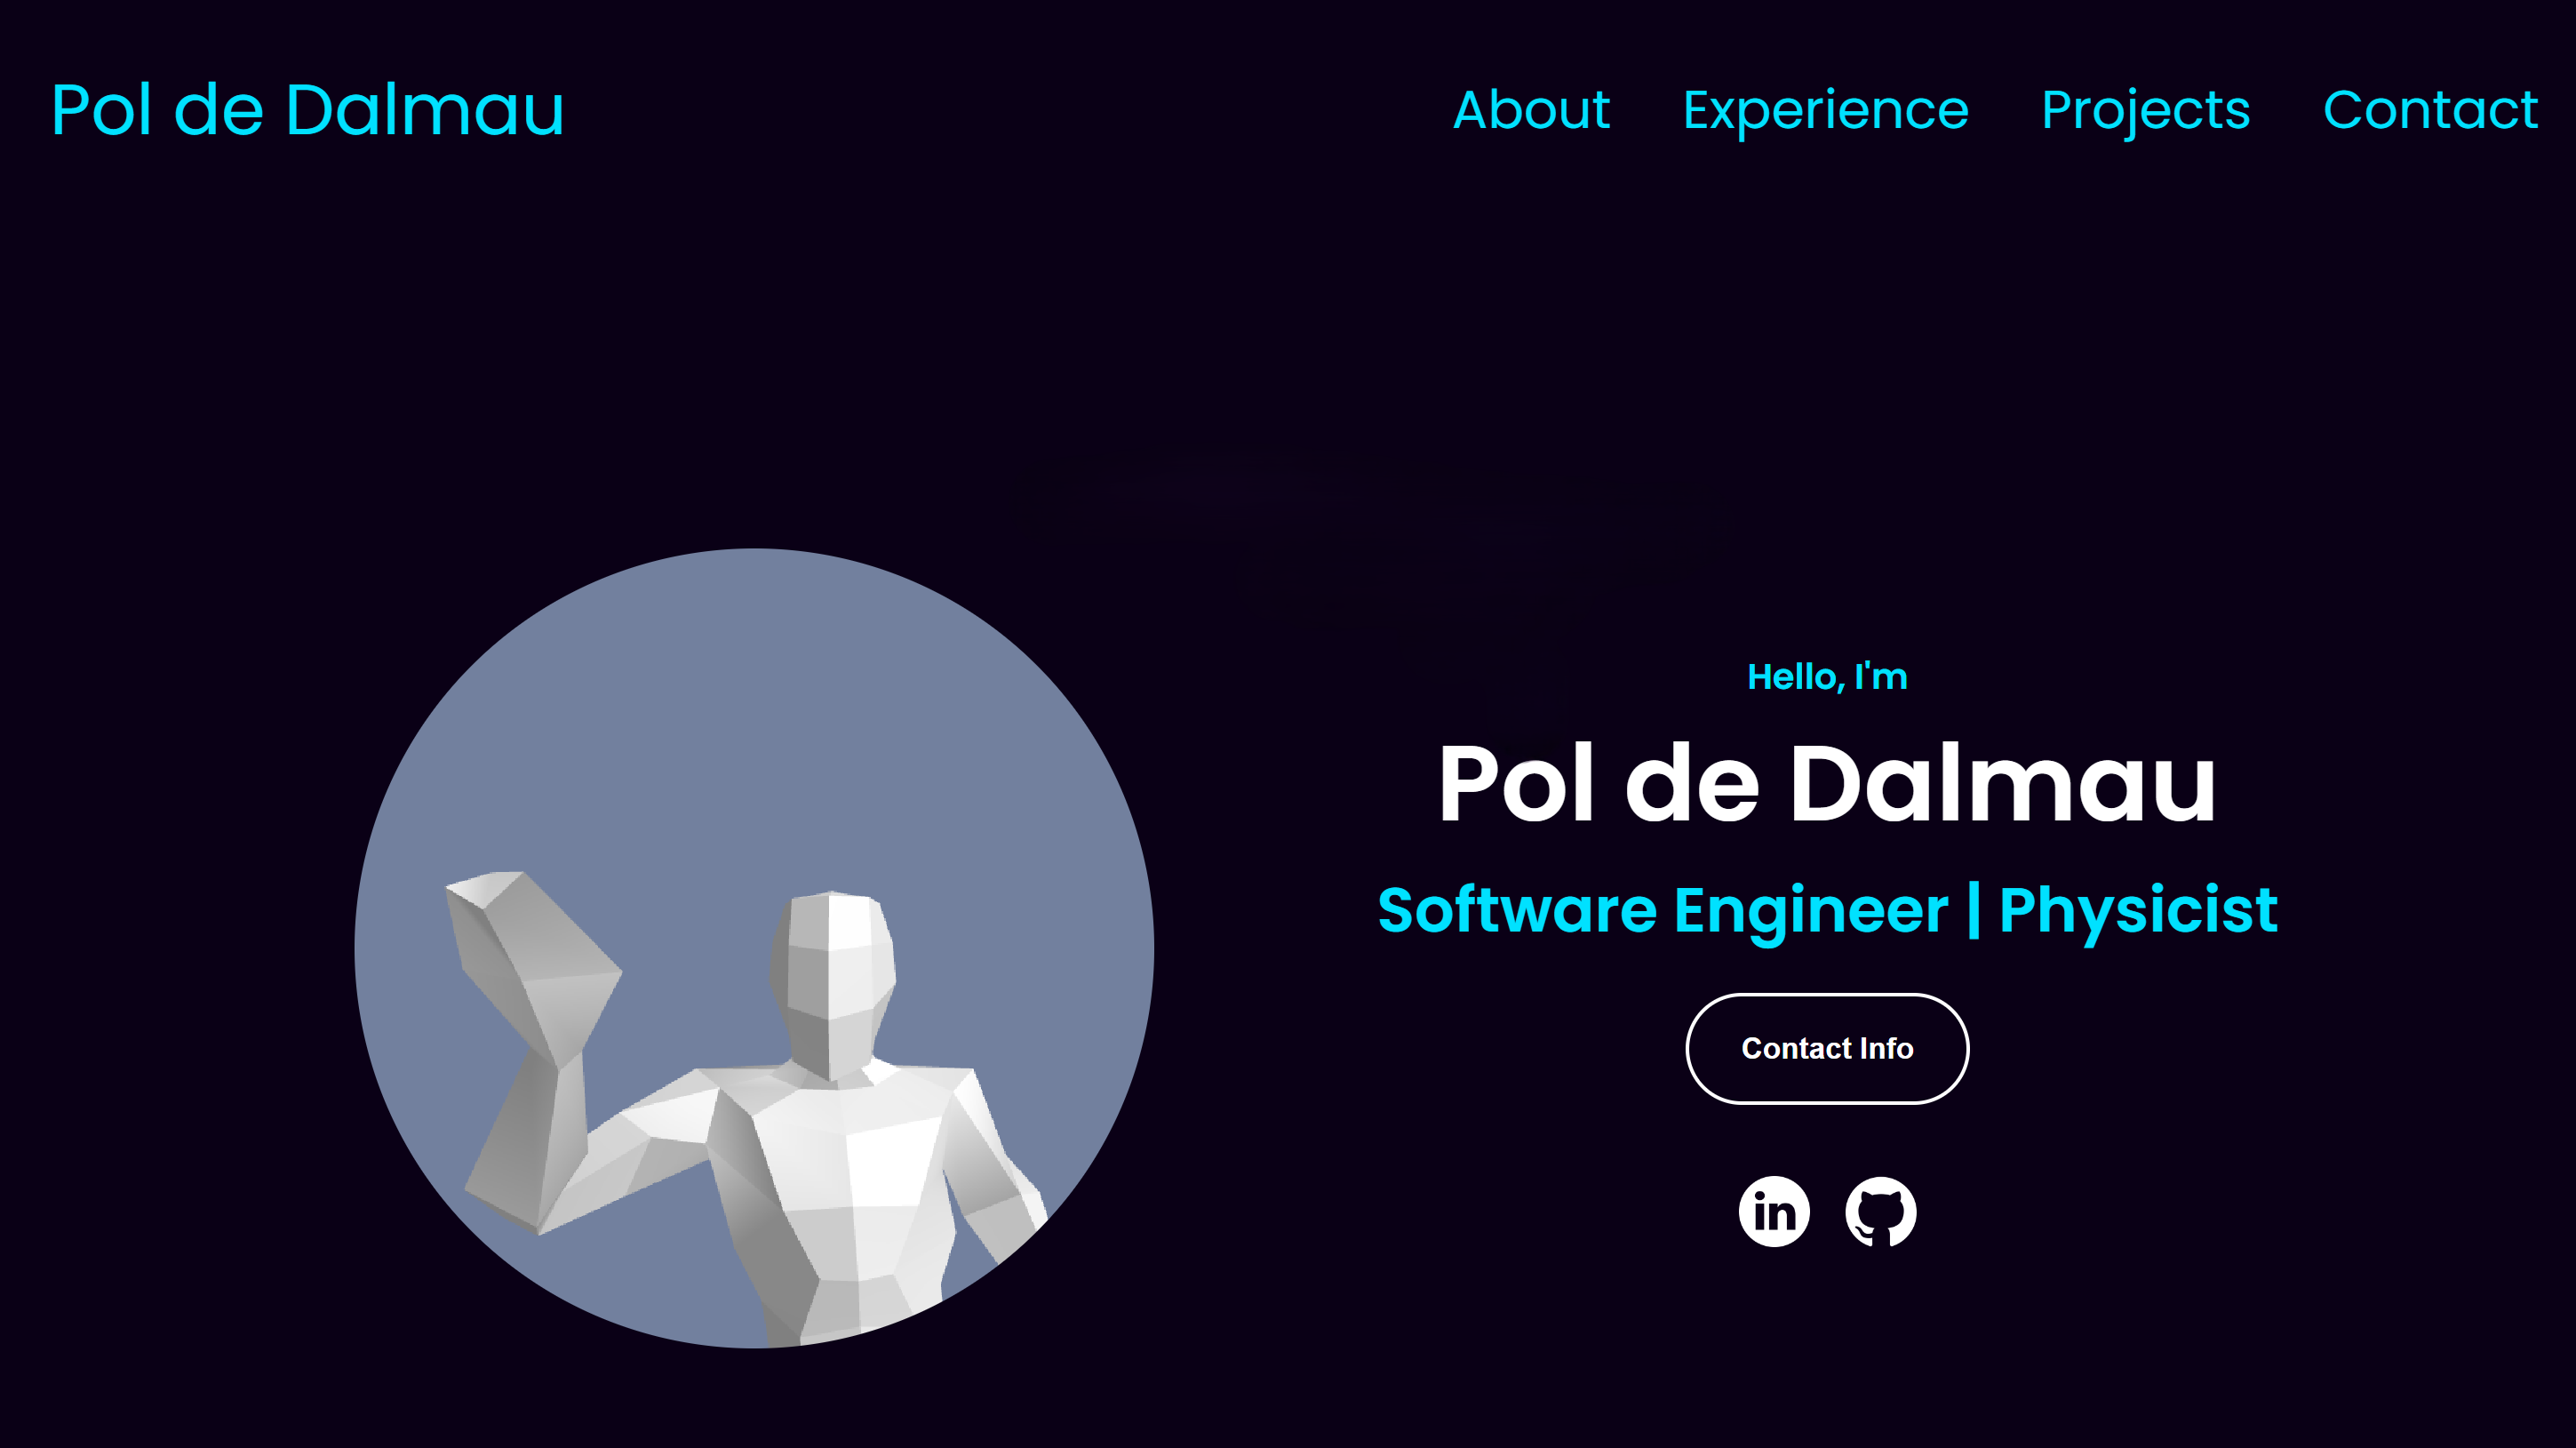 Pol de Dalmau
About Experience Projects Contact
Hello, I'm
Pol de Dalmau
Software Engineer | Physicist
Contact Info
in